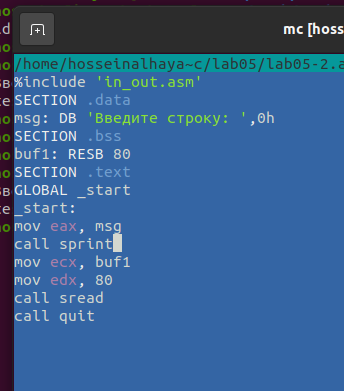 mc [hoss
/home/hosseinalhaya~c/lab05/lab05-2.a
%include 'in_out.asm'
SECTION .data
msg: DB 'Введите строку: ',0h
SECTION .bss
buf1: RESB 80
SECTION .text
GLOBAL _start
_start:
mov eax, msg
call sprint
mov ecx, buf1
mov edx, 80
call sread
call quit